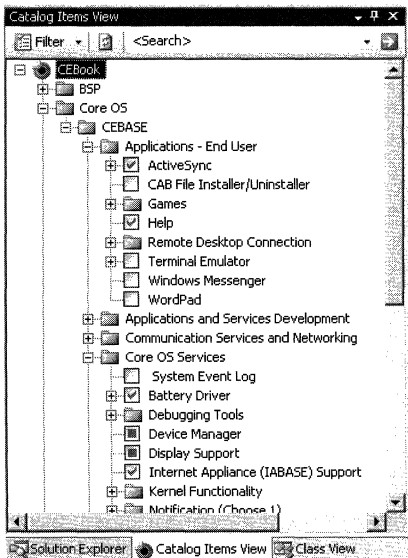 Catalog Items View
Filter <Search>
CEBook
BSP
Core OS
CEBASE
Applications - End User
ActiveSync
CAB File Installer/Uninstaller
Games
Help
Remote Desktop Connection
Terminal Emulator
Windows Messenger
WordPad
Applications and Services Development
Communication Services and Networking
Core OS Services
System Event Log
Battery Driver
Debugging Tools
Device Manager
Display Support
Internet Appliance (IABASE) Support
Kernel Functionality
Notification (Choose 1)
Solution Explorer Catalog Items View Class View